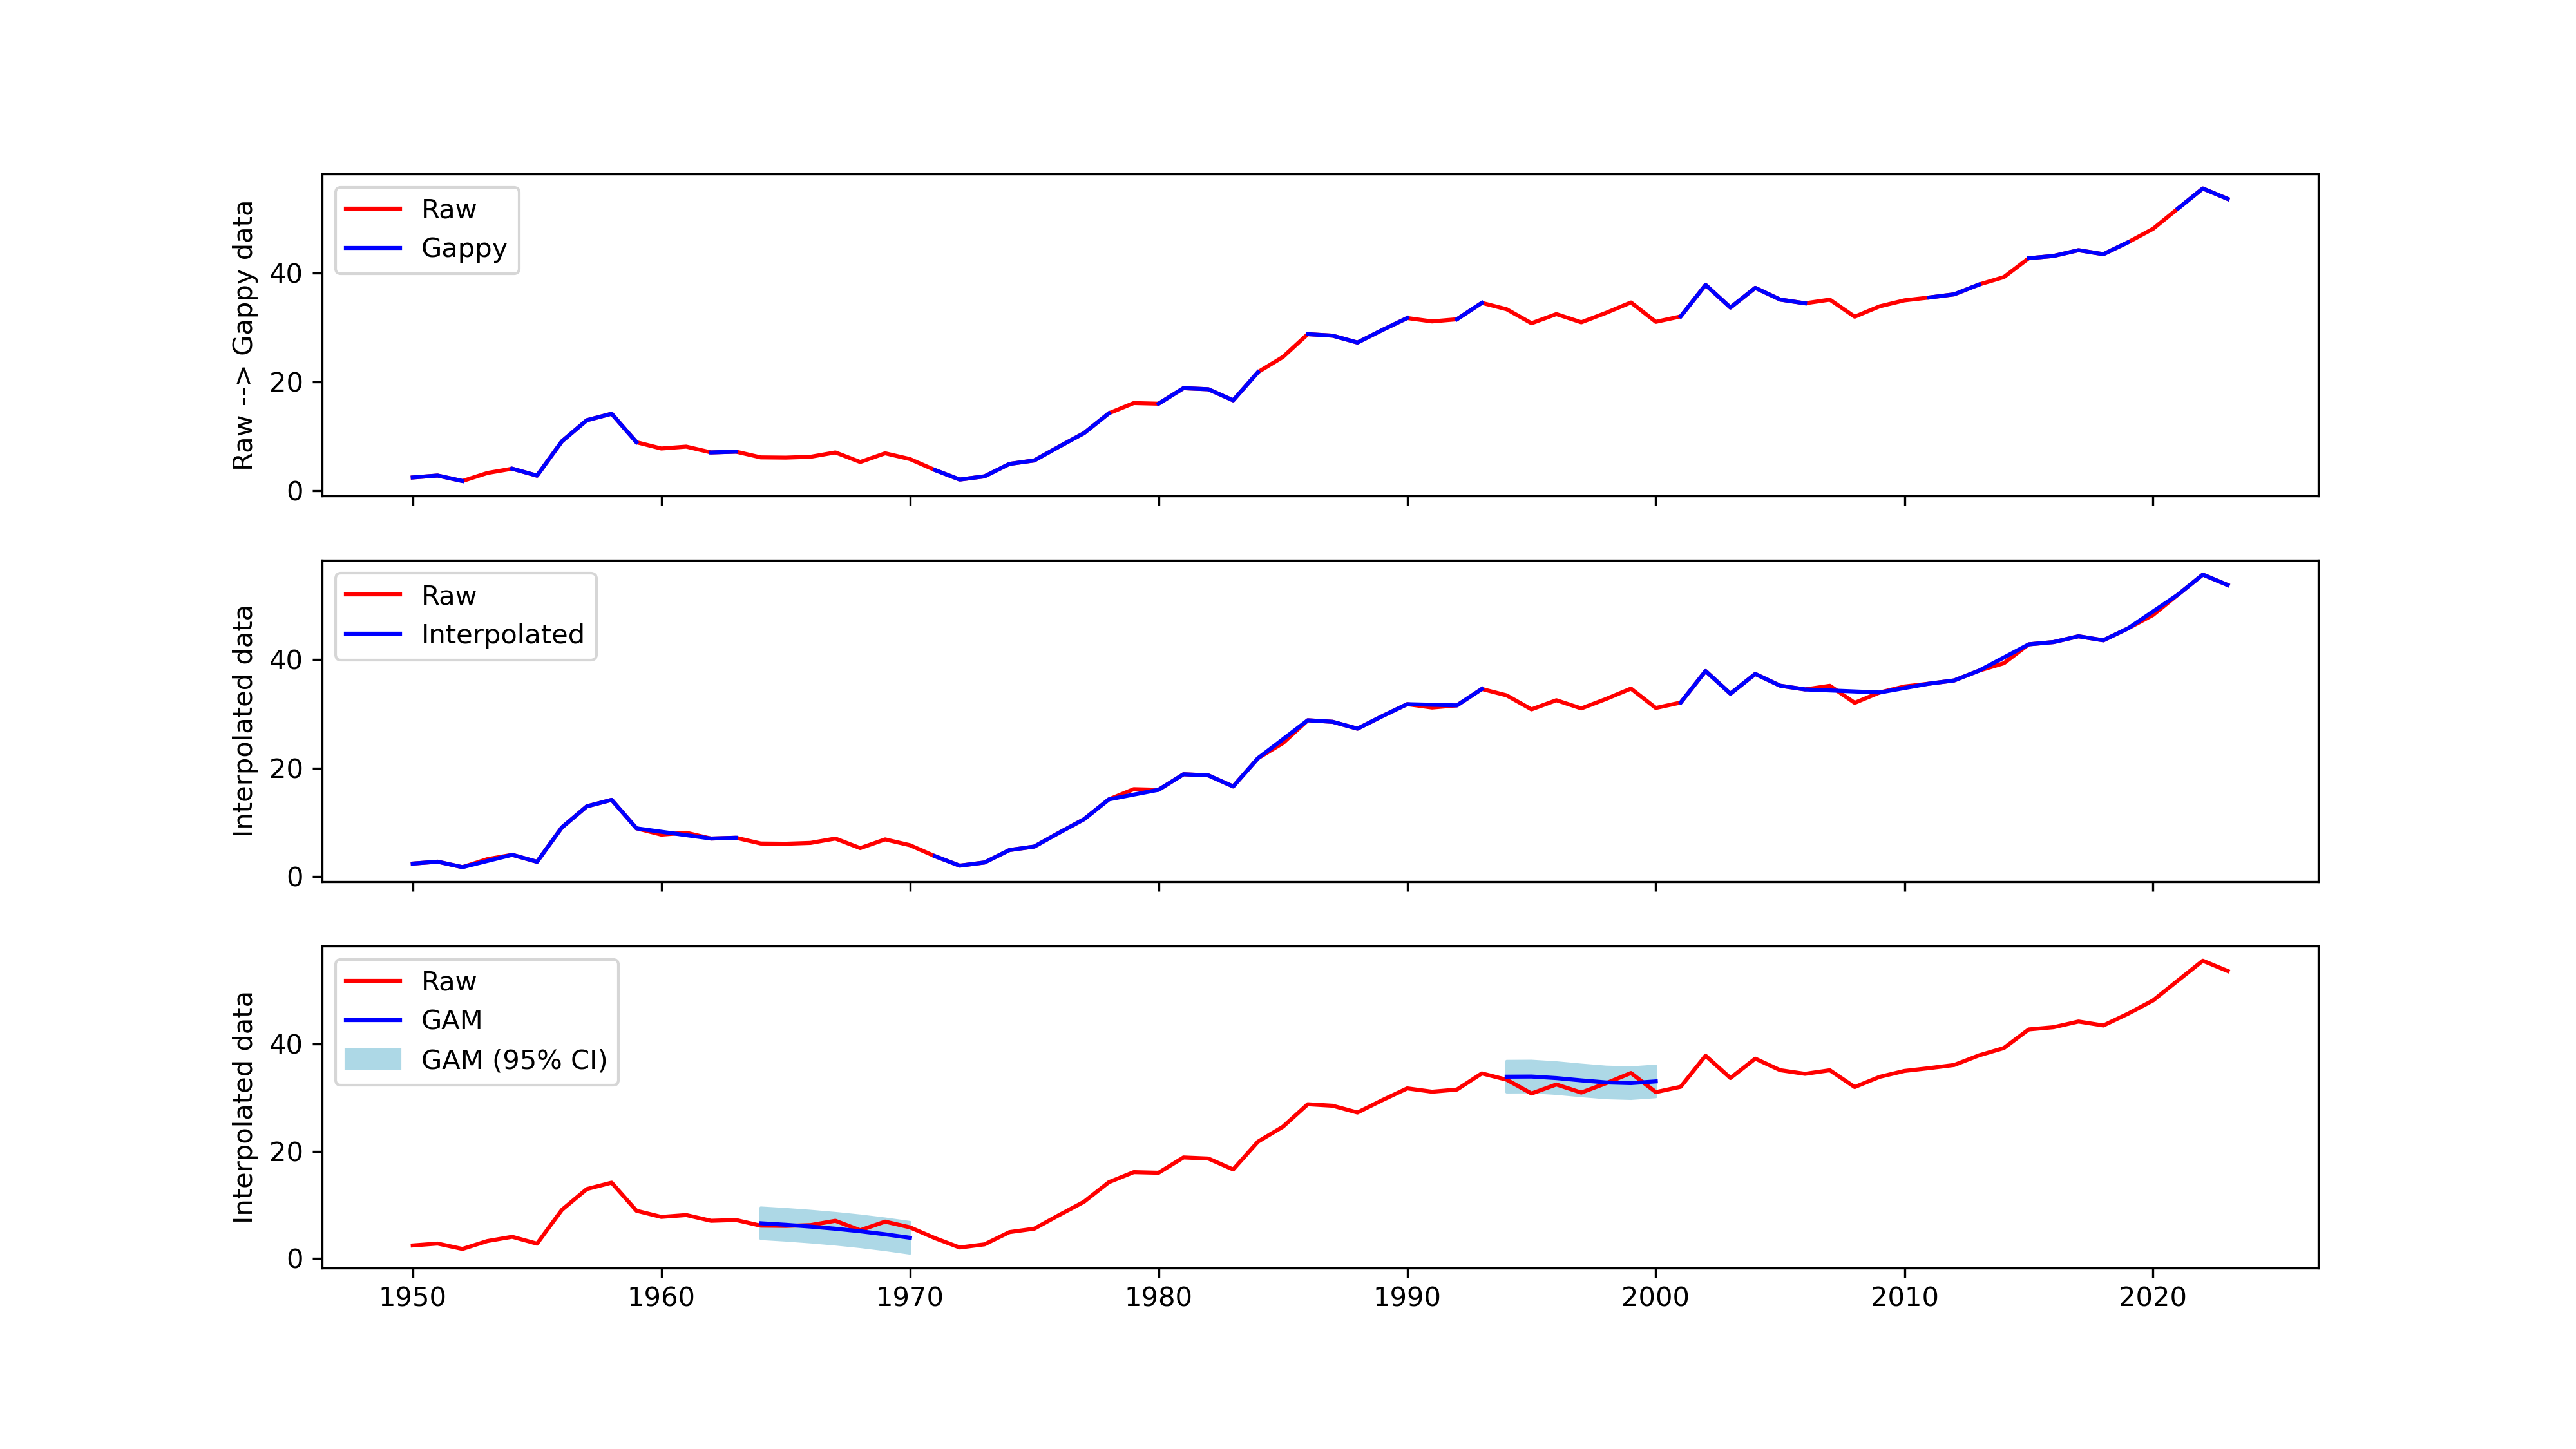 Raw --> Gappy data
40
20
0
Raw
Gappy
Interpolated data
40
20
0
Raw
Interpolated
Interpolated data
40
20
0
Raw
GAM
GAM (95% CI)
1950 1960 1970 1980 1990 2000 2010 2020